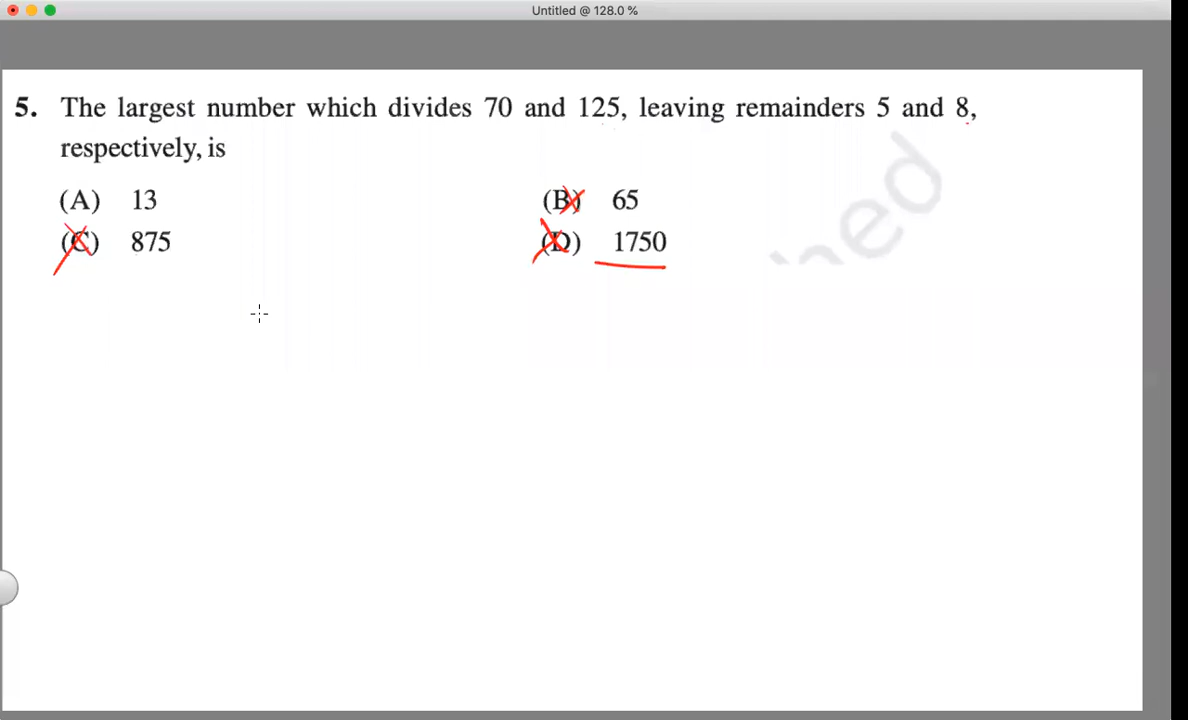 Untitled @ 128.0 %
5. The largest number which divides 70 and 125, leaving remainders 5 and 8,
respectively, is
(A) 13 (B) 65
(C) 875 (D) 1750